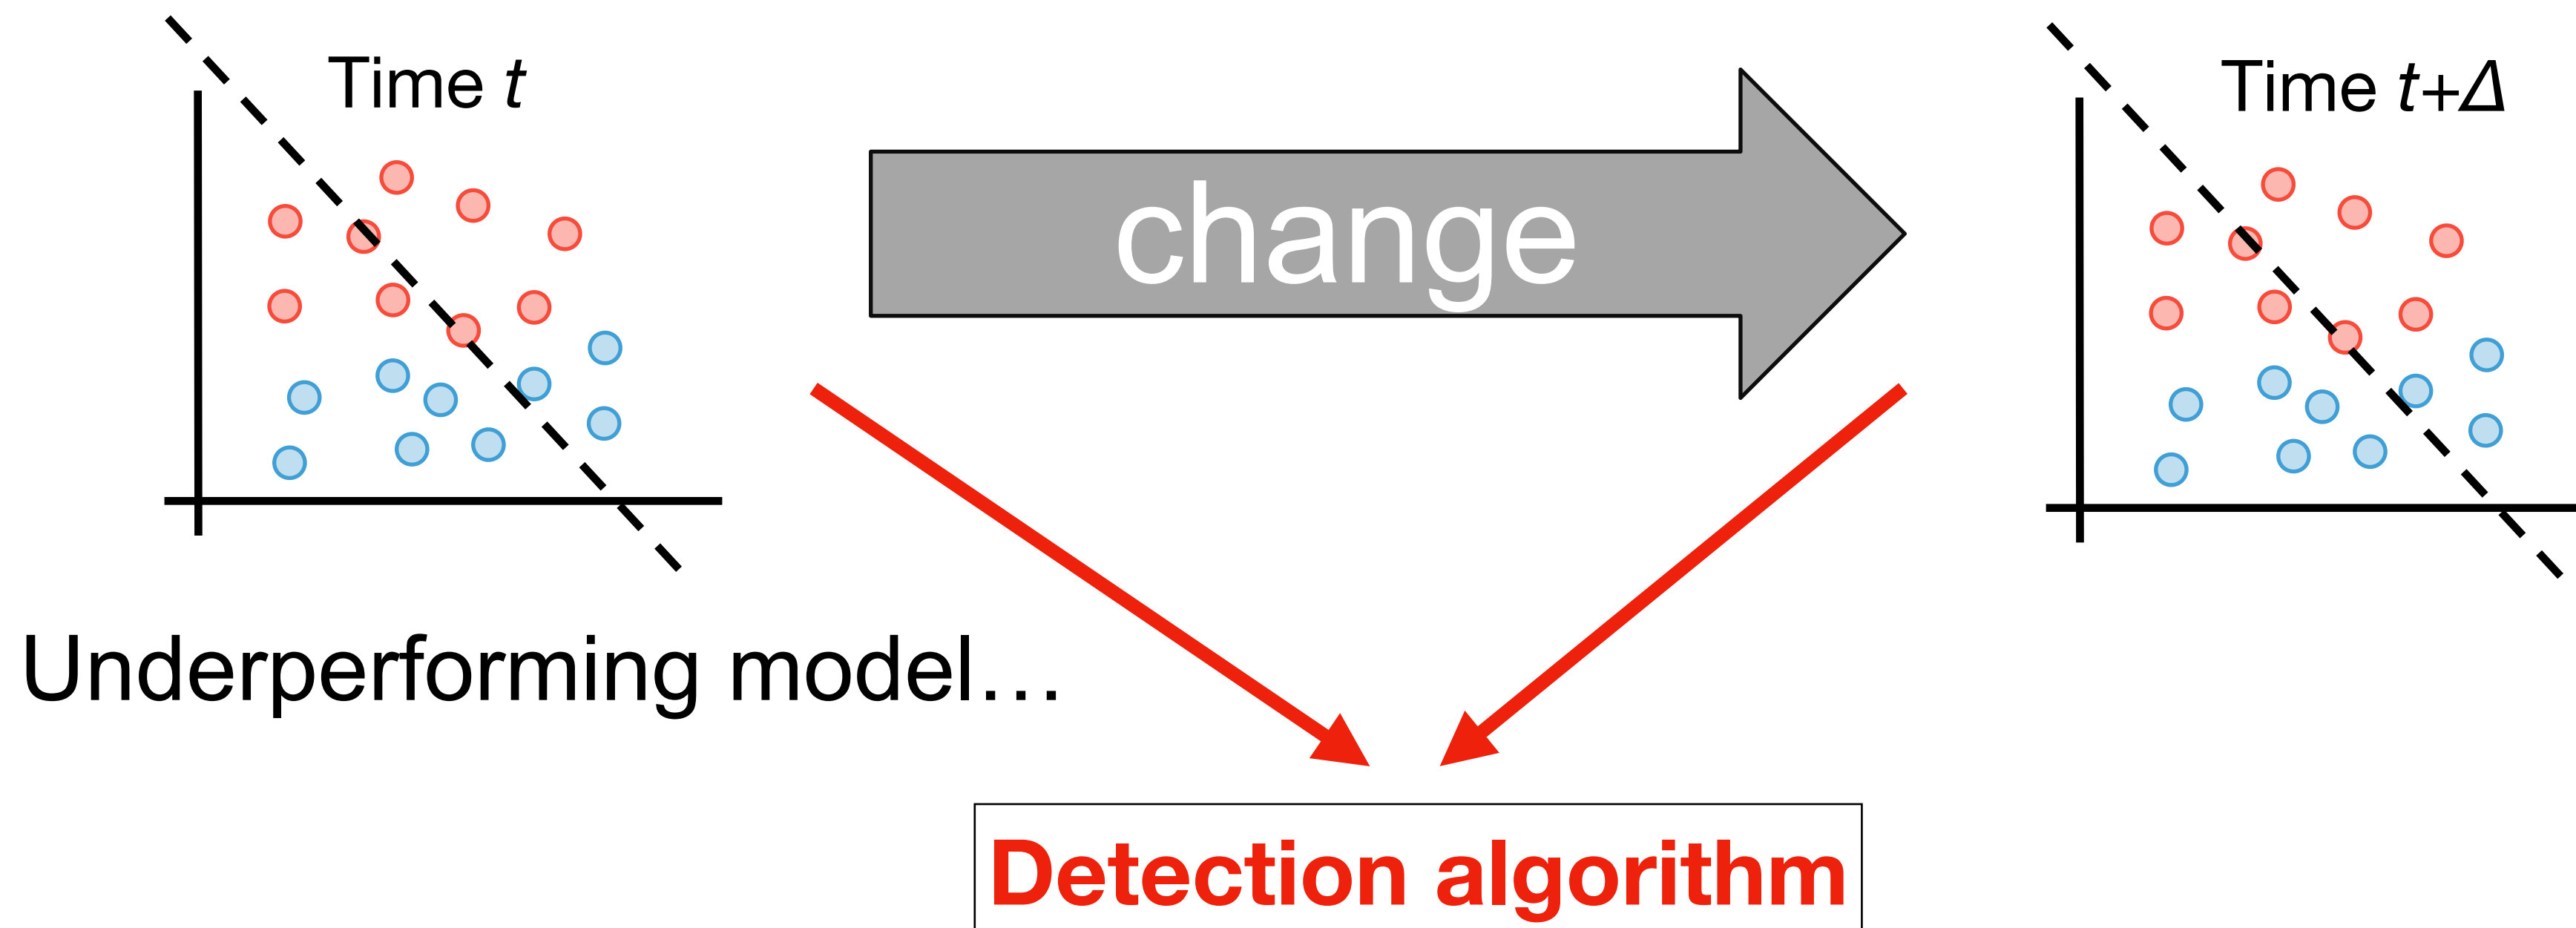 Time t
Time t+Δ
change
Underperforming model…
Detection algorithm